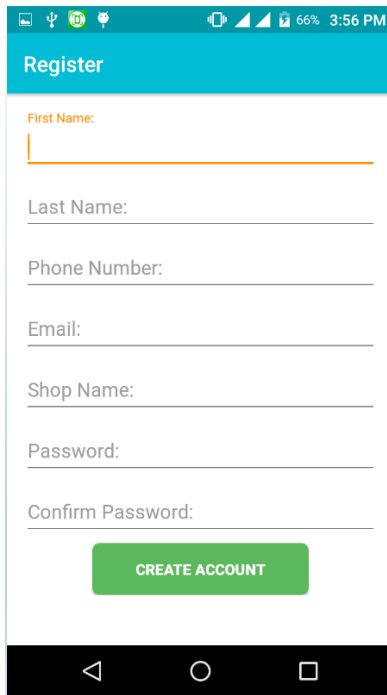 66% 3:56 PM
Register
First Name:
Last Name:
Phone Number:
Email:
Shop Name:
Password:
Confirm Password:
CREATE ACCOUNT